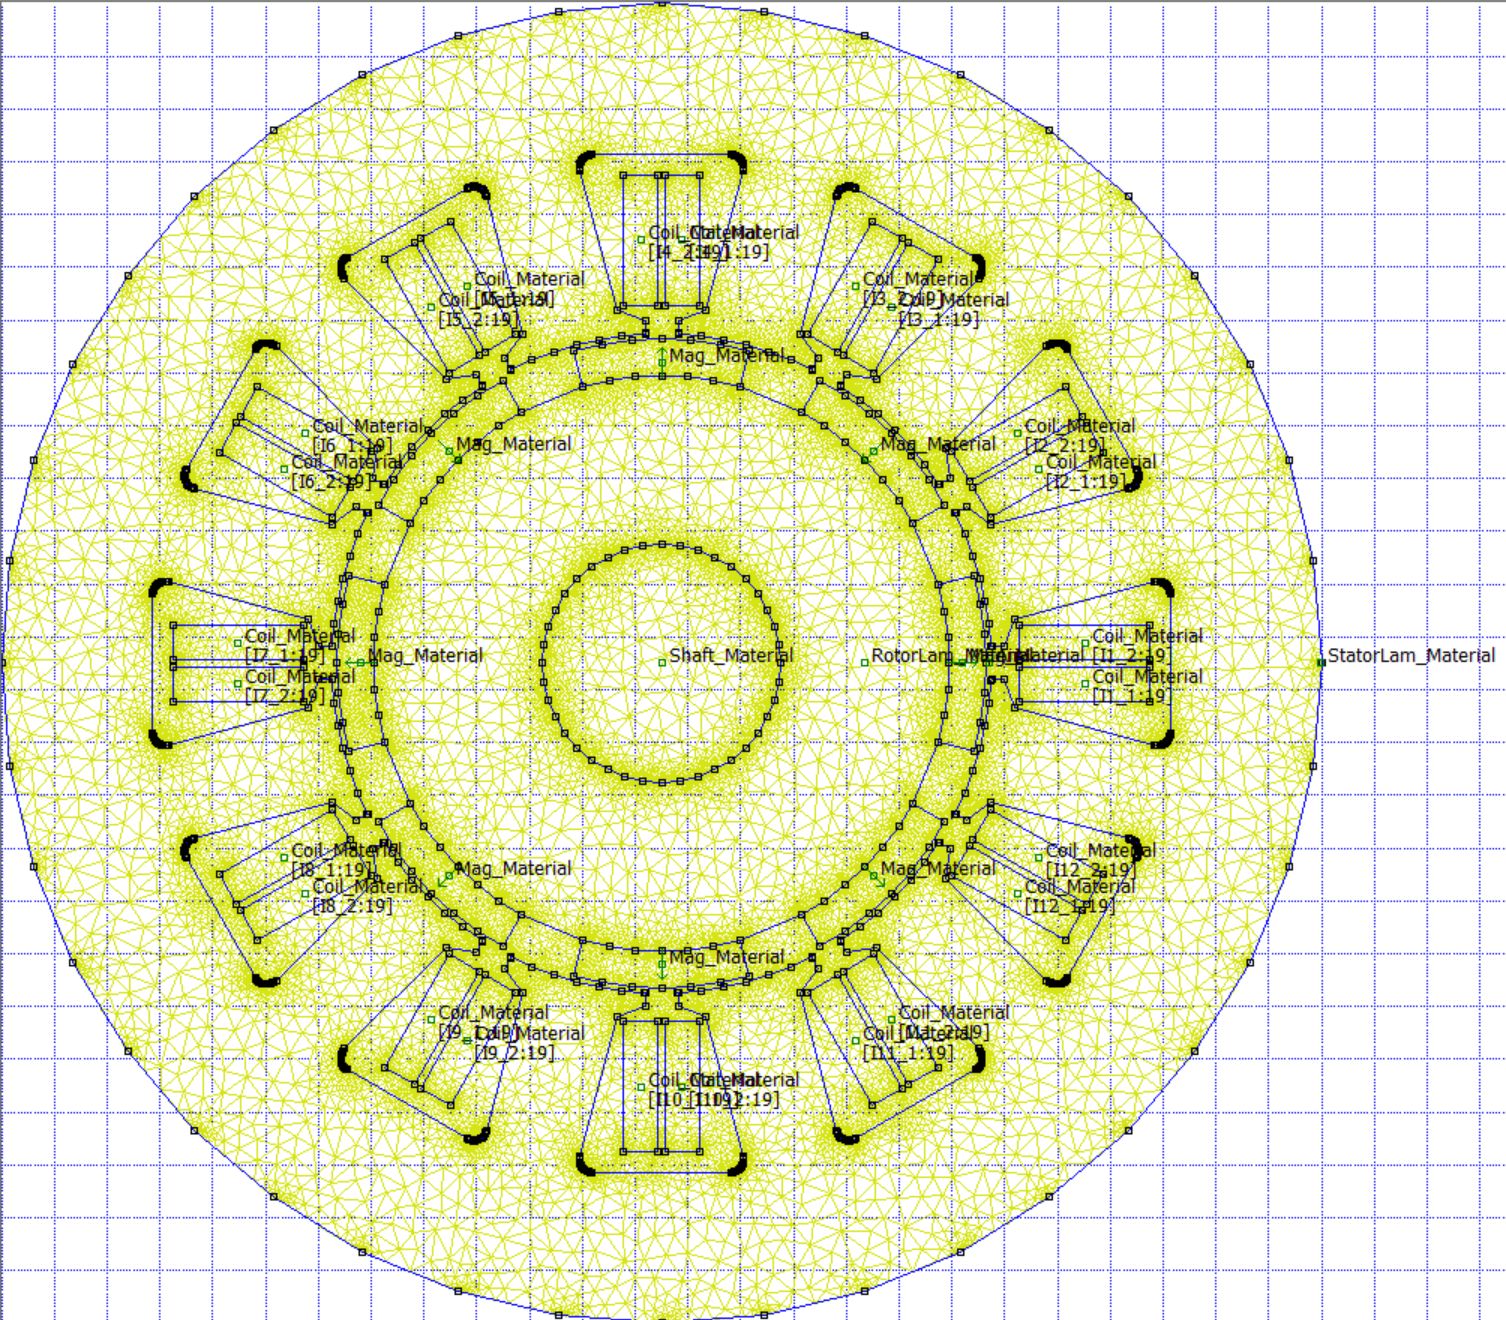 Coil_Material
[I4_2:19]
Coil_Material
[I4_1:19]
Coil_Material
Coil_Material
[I5_2:19]
Coil_Material
[I3_2:19]
Coil_Material
[I3_1:19]
Mag_Material
Coil_Material
[I6_1:19]
Coil_Material
[I6_2:19]
Mag_Material
Mag_Material
Coil_Material
[I2_2:19]
Coil_Material
[I2_1:19]
Coil_Material
[I7_1:19]
Coil_Material
[I7_2:19]
Mag_Material
Shaft_Material
RotorLam_Material
Coil_Material
[I1_2:19]
Coil_Material
[I1_1:19]
StatorLam_Material
Coil_Material
[I8_1:19]
Coil_Material
[I8_2:19]
Mag_Material
Mag_Material
Coil_Material
[I12_2:19]
Coil_Material
[I12_1:19]
Mag_Material
Coil_Material
[I9_1:19]
Coil_Material
[I9_2:19]
Coil_Material
[I11_2:19]
Coil_Material
[I11_1:19]
Coil_Material
[I10_1:19]
Coil_Material
[I10_2:19]